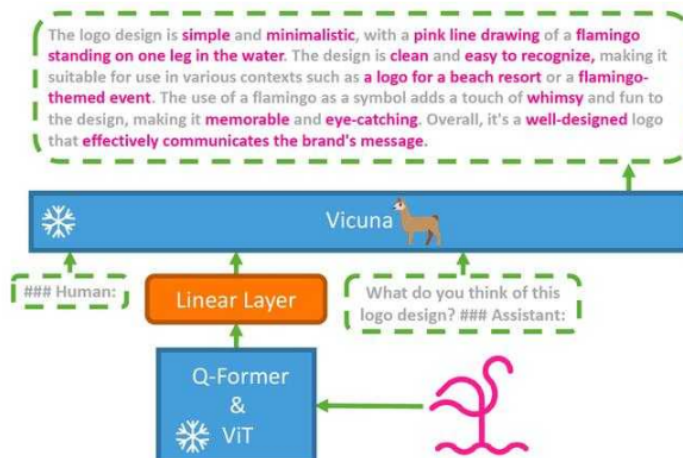 The logo design is simple and minimalistic, with a pink line drawing of a flamingo
standing on one leg in the water. The design is clean and easy to recognize, making it
suitable for use in various contexts such as a logo for a beach resort or a flamingo-
themed event. The use of a flamingo as a symbol adds a touch of whimsy and fun to
the design, making it memorable and eye-catching. Overall, it's a well-designed logo
that effectively communicates the brand's message.
Vicuna
### Human:
Linear Layer
What do you think of this
logo design? ### Assistant:
Q-Former
&
ViT